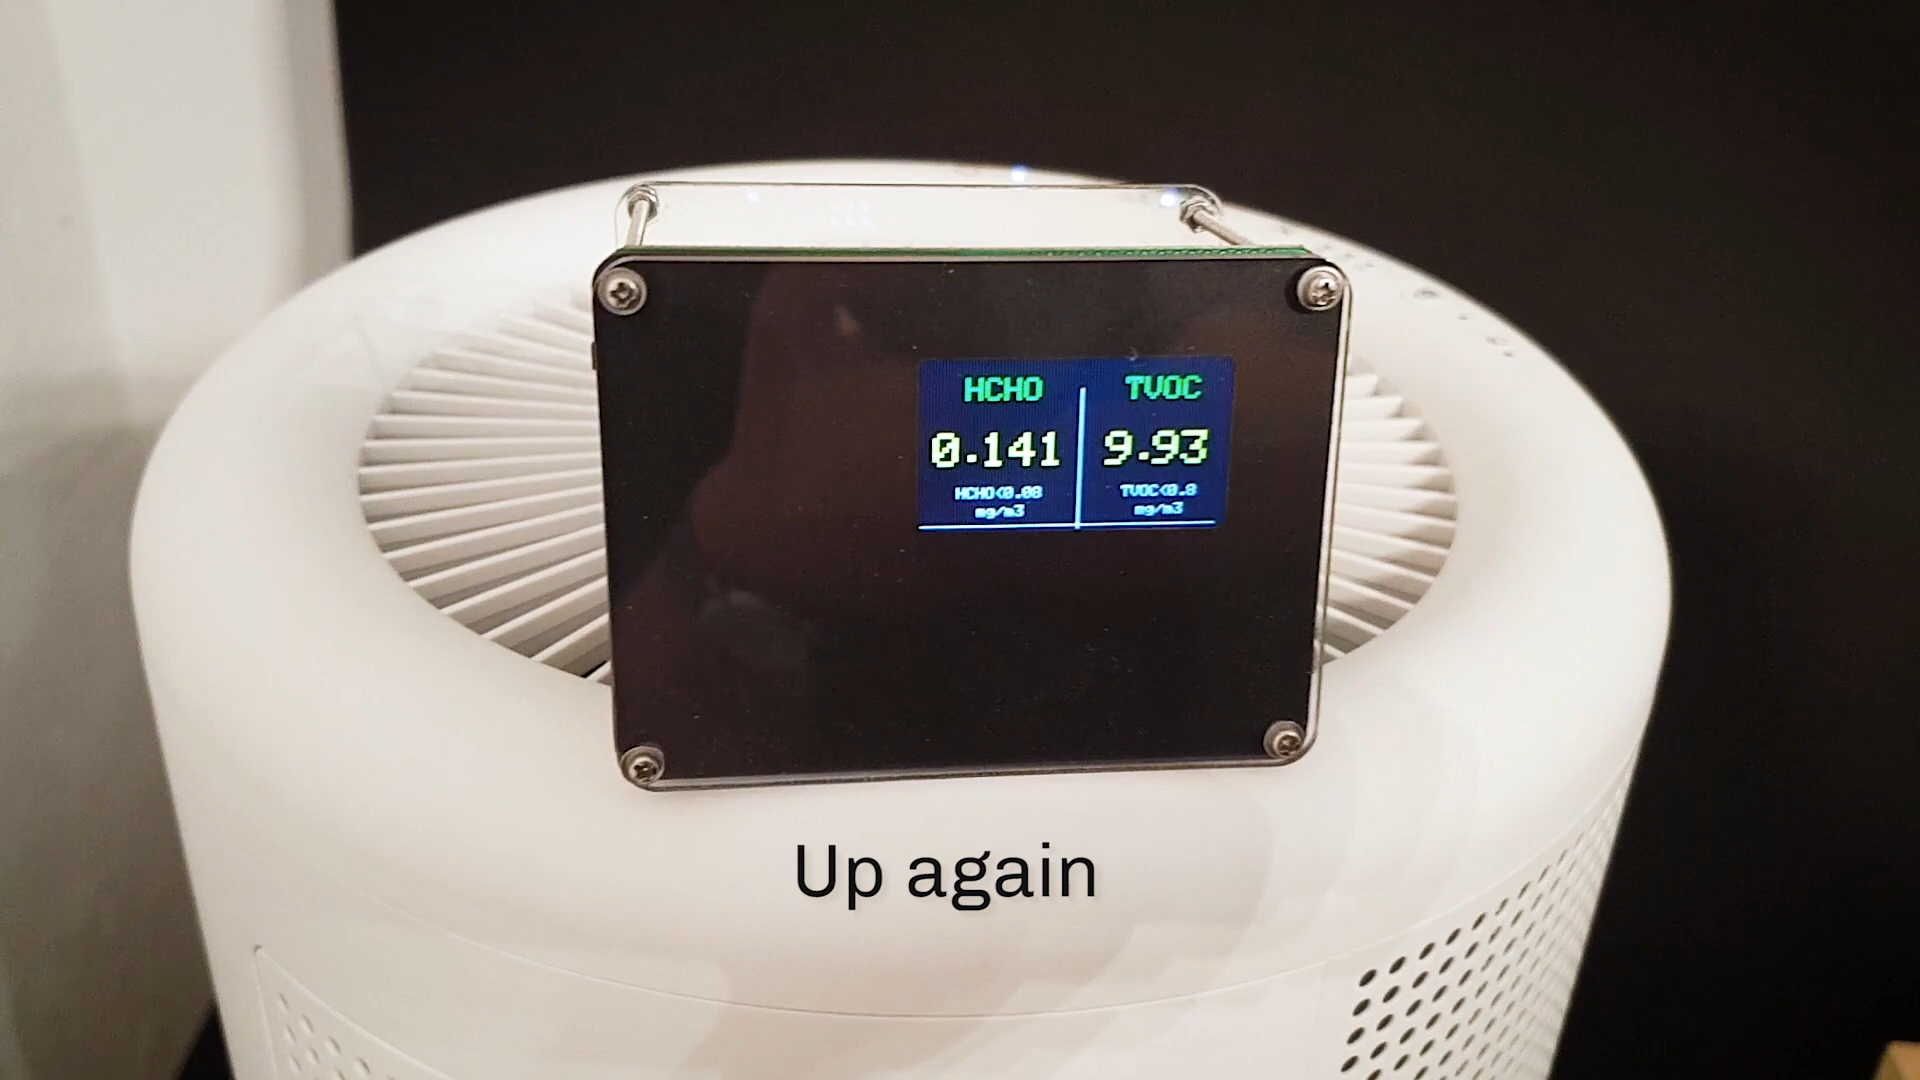 HCHO TVOC
0.141 9.93
HCHO<0.08 TVOC<0.8
mg/m3 mg/m3
Up again